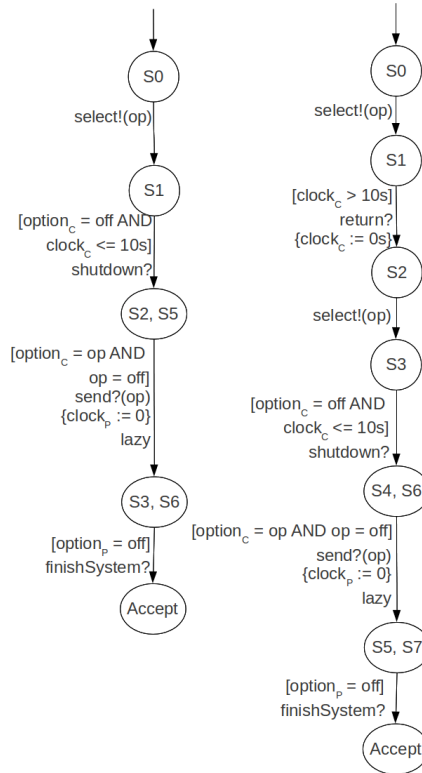 S0
select!(op)
S1
[option_C = off AND
clock_C <= 10s]
shutdown?
S2, S5
[option_C = op AND
op = off]
send?(op)
{clock_P := 0}
lazy
S3, S6
[option_P = off]
finishSystem?
Accept
S0
select!(op)
S1
[clock_C > 10s]
return?
{clock_C := 0s}
S2
select!(op)
S3
[option_C = off AND
clock_C <= 10s]
shutdown?
S4, S6
[option_C = op AND op = off]
send?(op)
{clock_P := 0}
lazy
S5, S7
[option_P = off]
finishSystem?
Accept